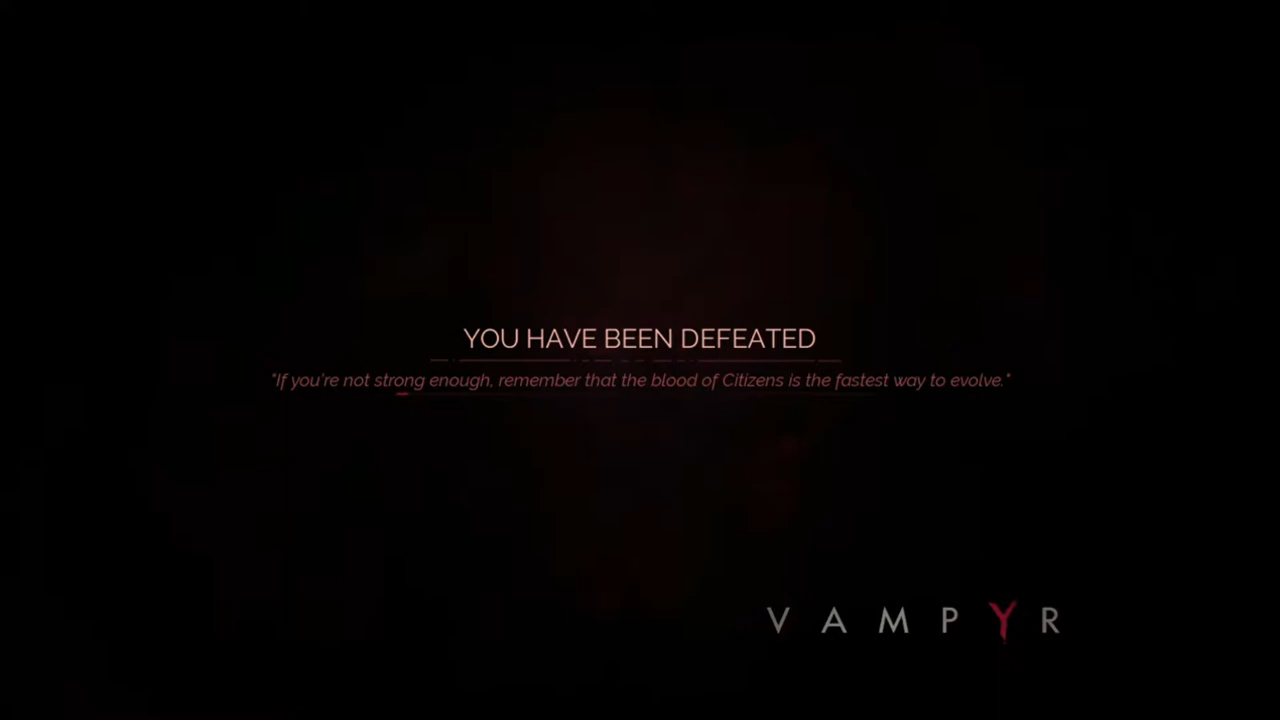 YOU HAVE BEEN DEFEATED
"If you're not strong enough, remember that the blood of Citizens is the fastest way to evolve."
VAMPYR